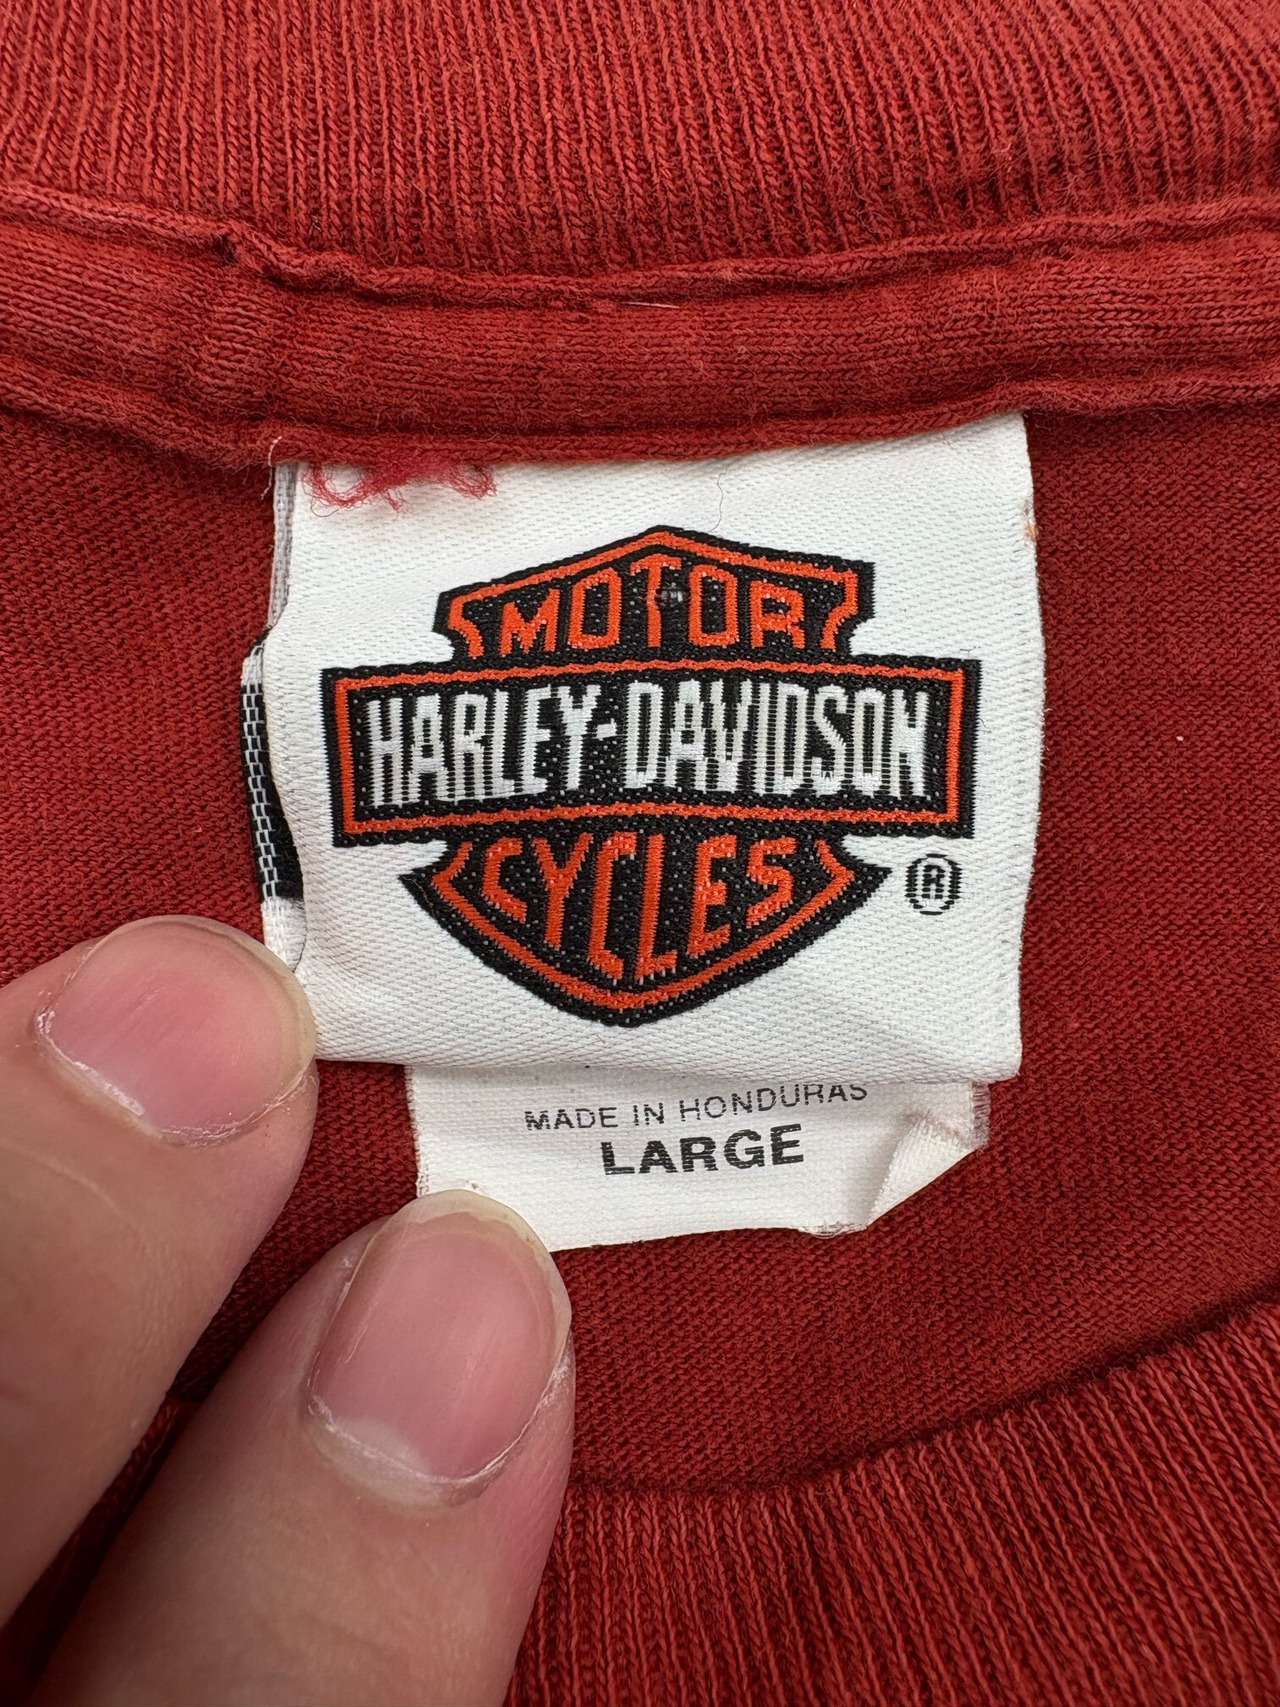 MOTOR
HARLEY-DAVIDSON
CYCLES
®
MADE IN HONDURAS
LARGE